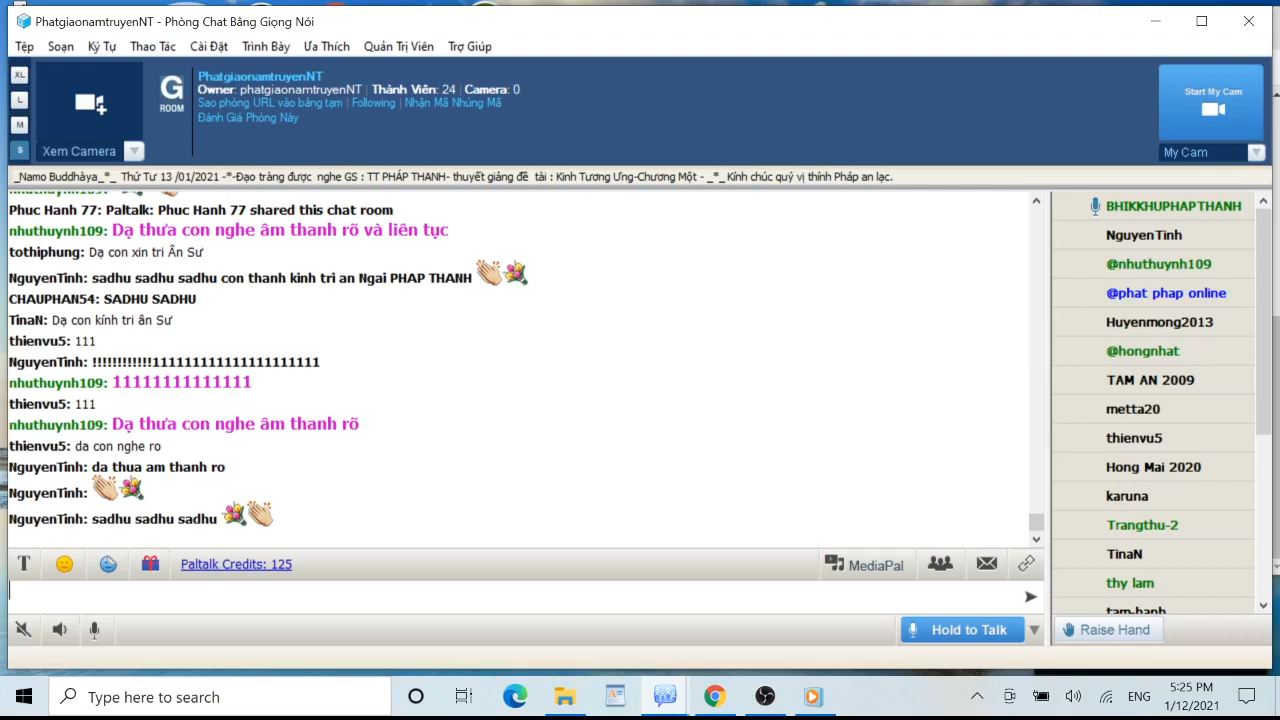 PhatgiaonamtruyenNT - Phòng Chat Bằng Giọng Nói
Tệp Soạn Ký Tự Thao Tác Cài Đặt Trình Bày Ưa Thích Quản Trị Viên Trợ Giúp
XL
L
M
S
Xem Camera
G
ROOM
PhatgiaonamtruyenNT
Owner: phatgiaonamtruyenNT | Thành Viên: 24 | Camera: 0
Sao phòng URL vào bảng tạm | Following | Nhận Mã Nhúng Mã
Đánh Giá Phòng Này
Start My Cam
My Cam
_Namo Buddhàya_*_ Thứ Tư 13 /01/2021 -*-Đạo tràng được nghe GS : TT PHÁP THANH- thuyết giảng đề tài : Kinh Tương Ưng-Chương Một - _*_ Kính chúc quý vị thính Pháp an lạc.
Phuc Hanh 77: Paltalk: Phuc Hanh 77 shared this chat room
nhuthuynh109: Dạ thưa con nghe âm thanh rõ và liên tục
tothiphung: Dạ con xin tri Ân Sư
NguyenTinh: sadhu sadhu sadhu con thanh kinh tri an Ngai PHAP THANH
CHAUPHAN54: SADHU SADHU
TinaN: Dạ con kính tri ân Sư
thienvu5: 111
NguyenTinh: !!!!!!!!!!!!11111111111111111111
nhuthuynh109: 11111111111111
thienvu5: 111
nhuthuynh109: Dạ thưa con nghe âm thanh rõ
thienvu5: da con nghe ro
NguyenTinh: da thua am thanh ro
NguyenTinh:
NguyenTinh: sadhu sadhu sadhu
BHIKKHUPHAPTHANH
NguyenTinh
@nhuthuynh109
@phat phap online
Huyenmong2013
@hongnhat
TAM AN 2009
metta20
thienvu5
Hong Mai 2020
karuna
Trangthu-2
TinaN
thy lam
tam-hanh
T Paltalk Credits: 125 MediaPal
Hold to Talk Raise Hand
Type here to search
ENG
5:25 PM
1/12/2021